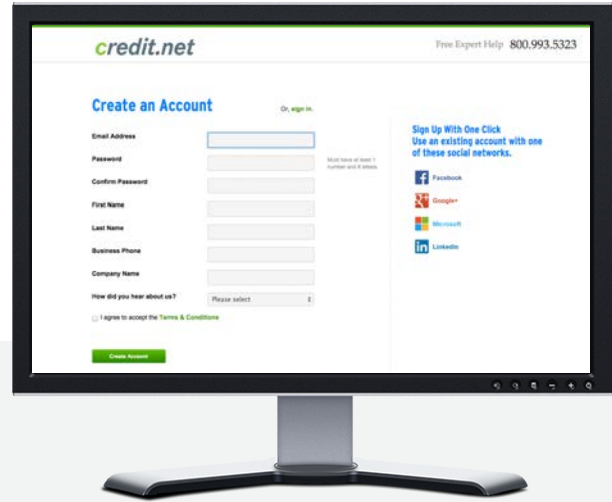 credit.net
Free Expert Help 800.993.5323
Create an Account
Or, sign in.
Email Address
Password
Must have at least 1
number and 6 letters
Confirm Password
First Name
Last Name
Business Phone
Company Name
How did you hear about us?
Please select
I agree to accept the Terms & Conditions
Create Account
Sign Up With One Click
Use an existing account with one
of these social networks.
Facebook
Google+
Microsoft
LinkedIn